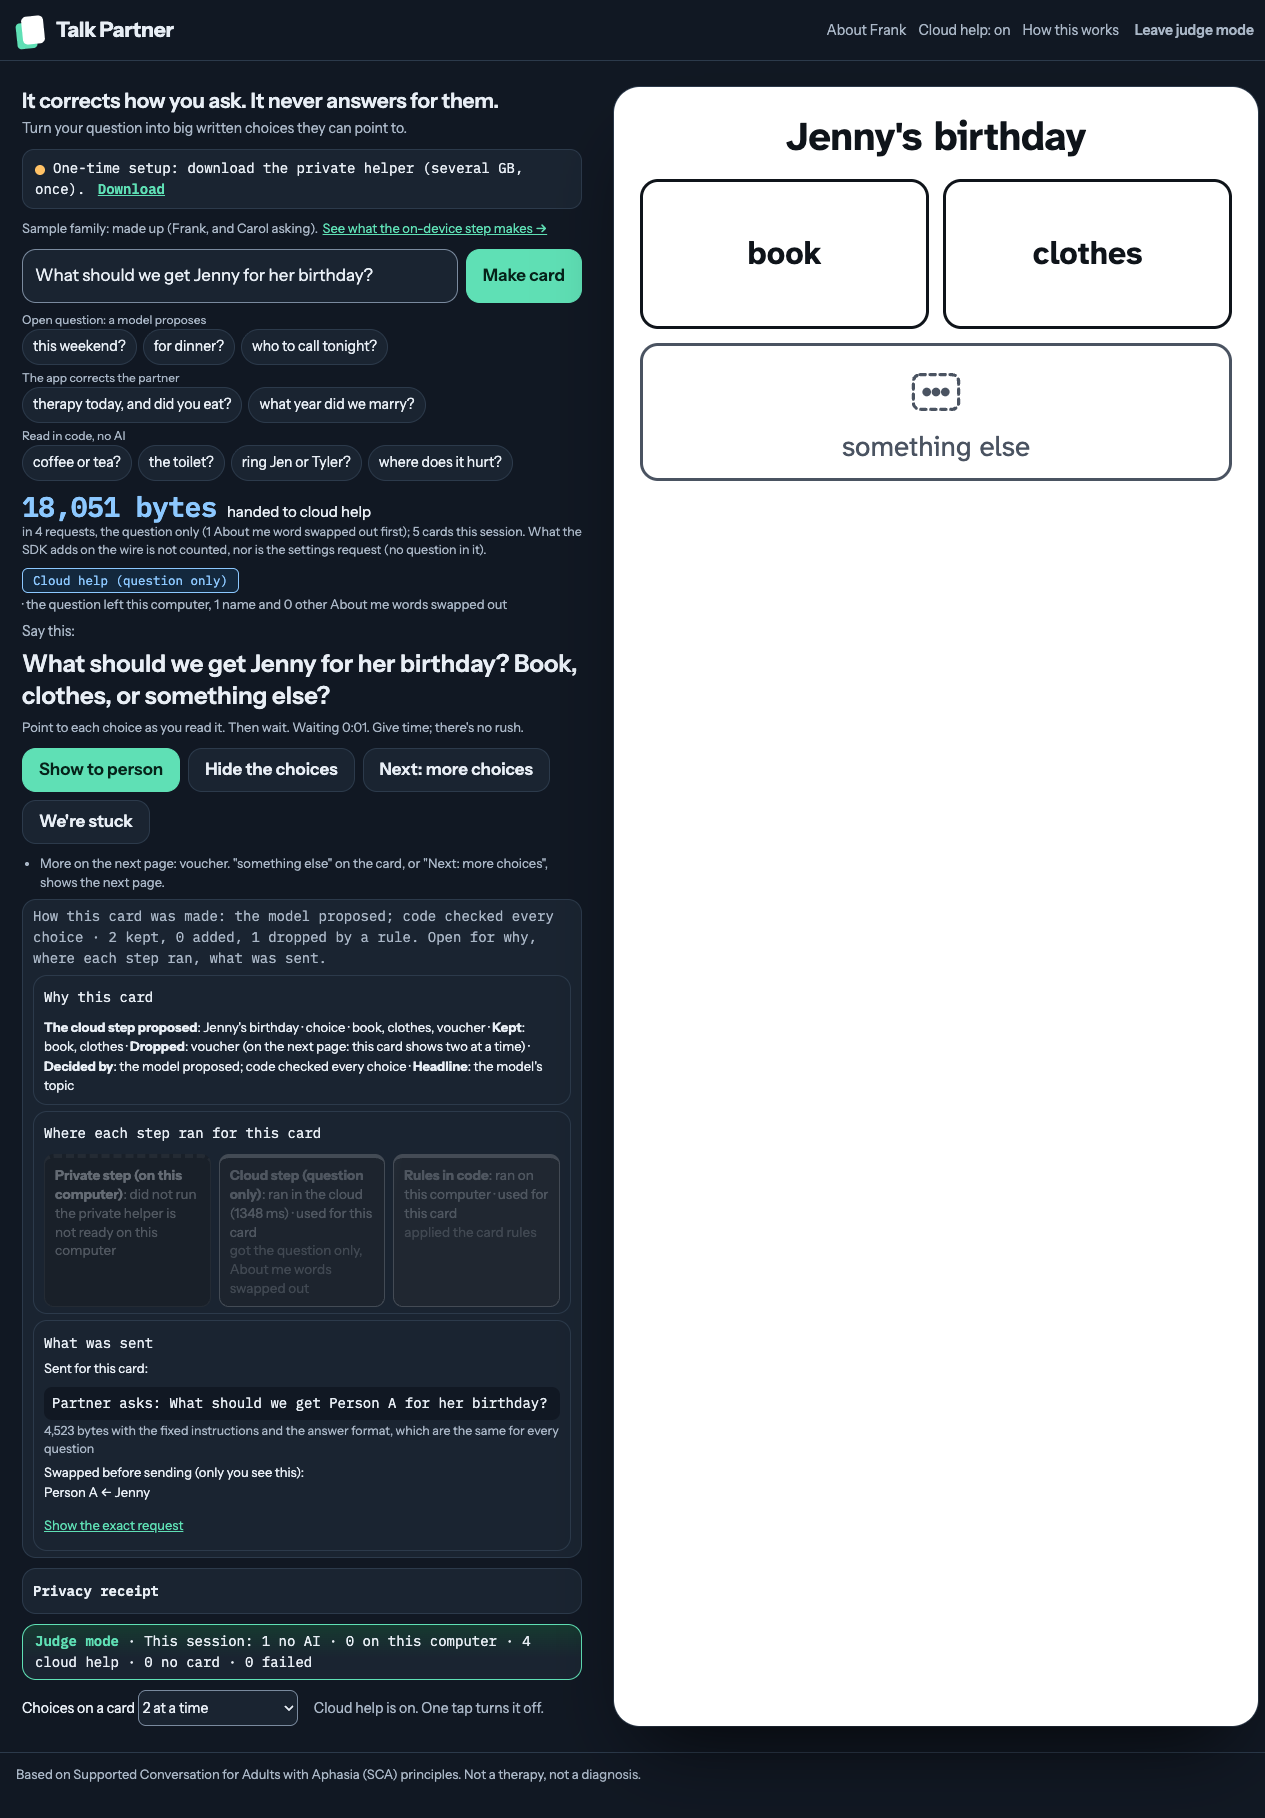 Talk Partner
About Frank
Cloud help: on
How this works
Leave judge mode
It corrects how you ask. It never answers for them.
Turn your question into big written choices they can point to.
One-time setup: download the private helper (several GB,
once). Download
Sample family: made up (Frank, and Carol asking). See what the on-device step makes →
What should we get Jenny for her birthday?
Make card
Open question: a model proposes
this weekend?
for dinner?
who to call tonight?
The app corrects the partner
therapy today, and did you eat?
what year did we marry?
Read in code, no AI
coffee or tea?
the toilet?
ring Jen or Tyler?
where does it hurt?
18,051 bytes handed to cloud help
in 4 requests, the question only (1 About me word swapped out first); 5 cards this session. What the
SDK adds on the wire is not counted, nor is the settings request (no question in it).
Cloud help (question only)
· the question left this computer, 1 name and 0 other About me words swapped out
Say this:
What should we get Jenny for her birthday? Book,
clothes, or something else?
Point to each choice as you read it. Then wait. Waiting 0:01. Give time; there's no rush.
Show to person
Hide the choices
Next: more choices
We're stuck
• More on the next page: voucher. "something else" on the card, or "Next: more choices",
shows the next page.
How this card was made: the model proposed; code checked every
choice · 2 kept, 0 added, 1 dropped by a rule. Open for why,
where each step ran, what was sent.
Why this card
The cloud step proposed: Jenny's birthday · choice · book, clothes, voucher · Kept:
book, clothes · Dropped: voucher (on the next page: this card shows two at a time) ·
Decided by: the model proposed; code checked every choice · Headline: the model's
topic
Where each step ran for this card
Private step (on this
computer): did not run
the private helper is
not ready on this
computer
Cloud step (question
only): ran in the cloud
(1348 ms) · used for this
card
got the question only,
About me words
swapped out
Rules in code: ran on
this computer · used for
this card
applied the card rules
What was sent
Sent for this card:
Partner asks: What should we get Person A for her birthday?
4,523 bytes with the fixed instructions and the answer format, which are the same for every
question
Swapped before sending (only you see this):
Person A ← Jenny
Show the exact request
Privacy receipt
Judge mode · This session: 1 no AI · 0 on this computer · 4
cloud help · 0 no card · 0 failed
Choices on a card 2 at a time
Cloud help is on. One tap turns it off.
Jenny's birthday
book
clothes
something else
Based on Supported Conversation for Adults with Aphasia (SCA) principles. Not a therapy, not a diagnosis.